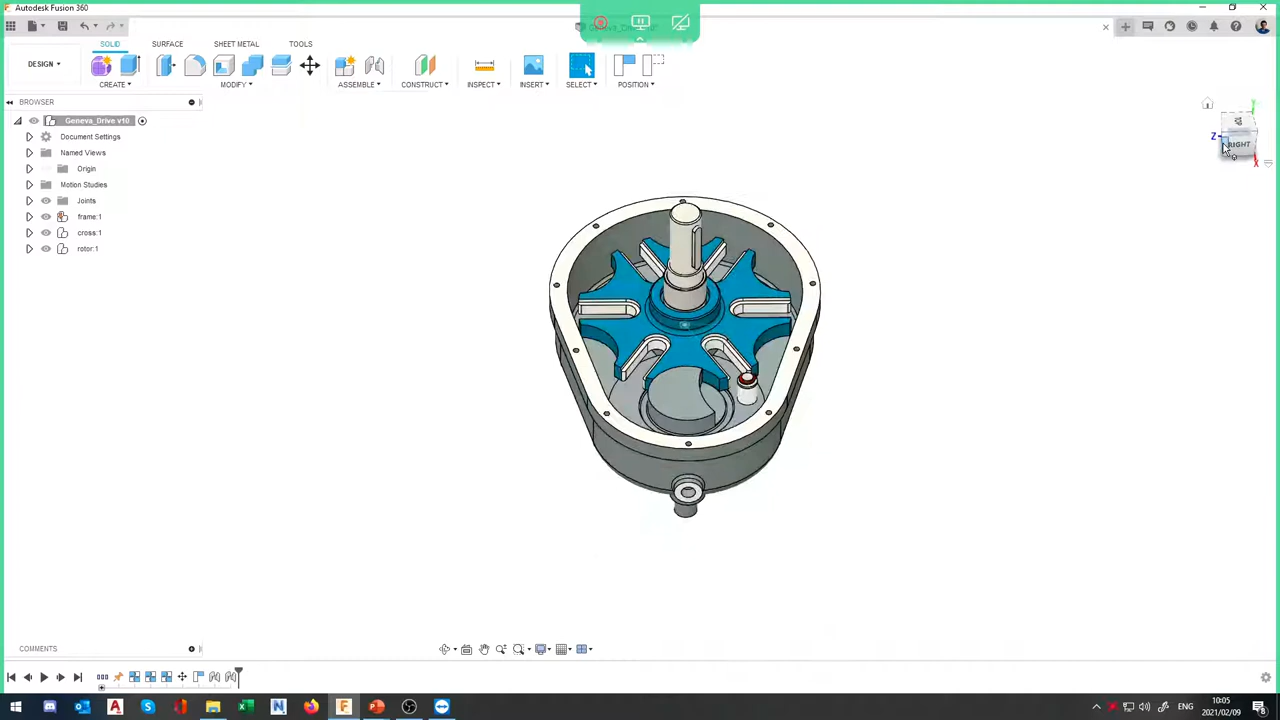 Autodesk Fusion 360
SOLID
SURFACE
SHEET METAL
TOOLS
DESIGN
CREATE
MODIFY
ASSEMBLE
CONSTRUCT
INSPECT
INSERT
SELECT
POSITION
BROWSER
Geneva_Drive v10
Document Settings
Named Views
Origin
Motion Studies
Joints
frame:1
cross:1
rotor:1
Z
RIGHT
X
COMMENTS
ENG
10:05
2021/02/09